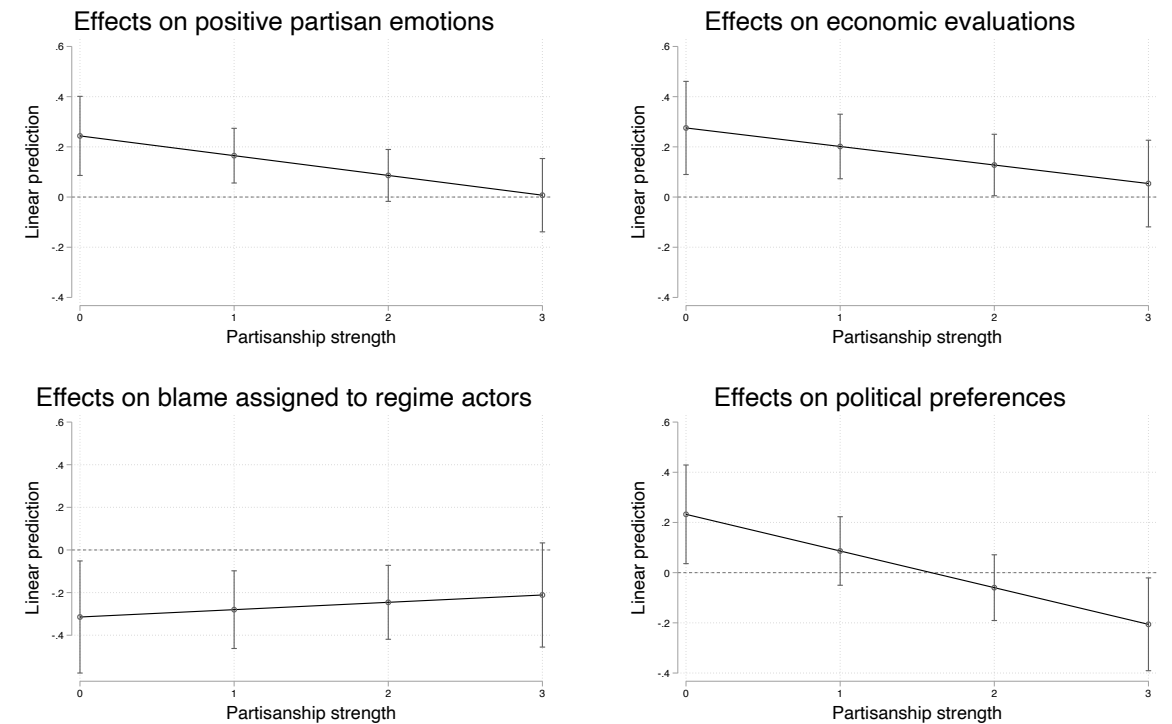 Effects on positive partisan emotions
.6
.4
.2
0
-.2
-.4
Linear prediction
0 1 2 3
Partisanship strength
Effects on economic evaluations
.6
.4
.2
0
-.2
-.4
Linear prediction
0 1 2 3
Partisanship strength
Effects on blame assigned to regime actors
.6
.4
.2
0
-.2
-.4
Linear prediction
0 1 2 3
Partisanship strength
Effects on political preferences
.6
.4
.2
0
-.2
-.4
Linear prediction
0 1 2 3
Partisanship strength